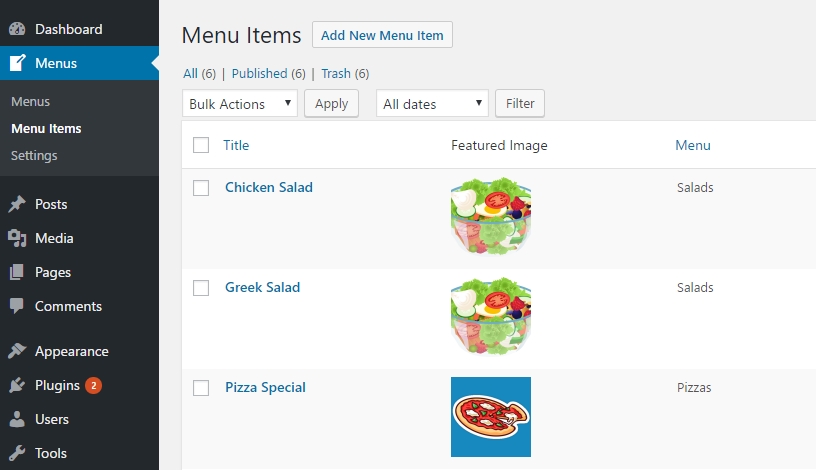 Dashboard
Menus
Menus
Menu Items
Settings
Posts
Media
Pages
Comments
Appearance
Plugins 2
Users
Tools
Menu Items Add New Menu Item
All (6) | Published (6) | Trash (6)
Bulk Actions Apply All dates Filter
Title Featured Image Menu
Chicken Salad Salads
Greek Salad Salads
Pizza Special Pizzas